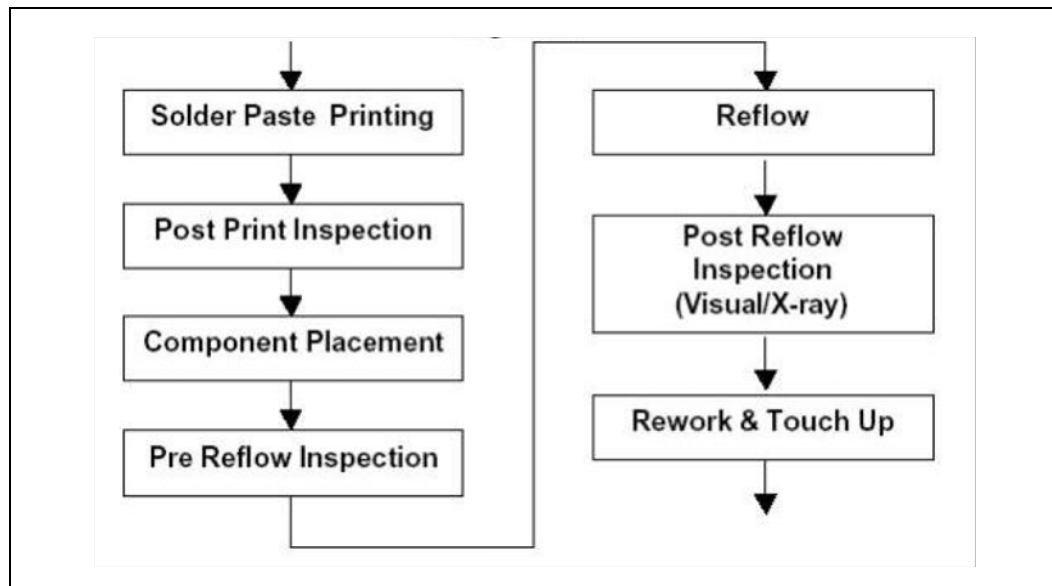 Solder Paste Printing
Post Print Inspection
Component Placement
Pre Reflow Inspection
Reflow
Post Reflow
Inspection
(Visual/X-ray)
Rework & Touch Up